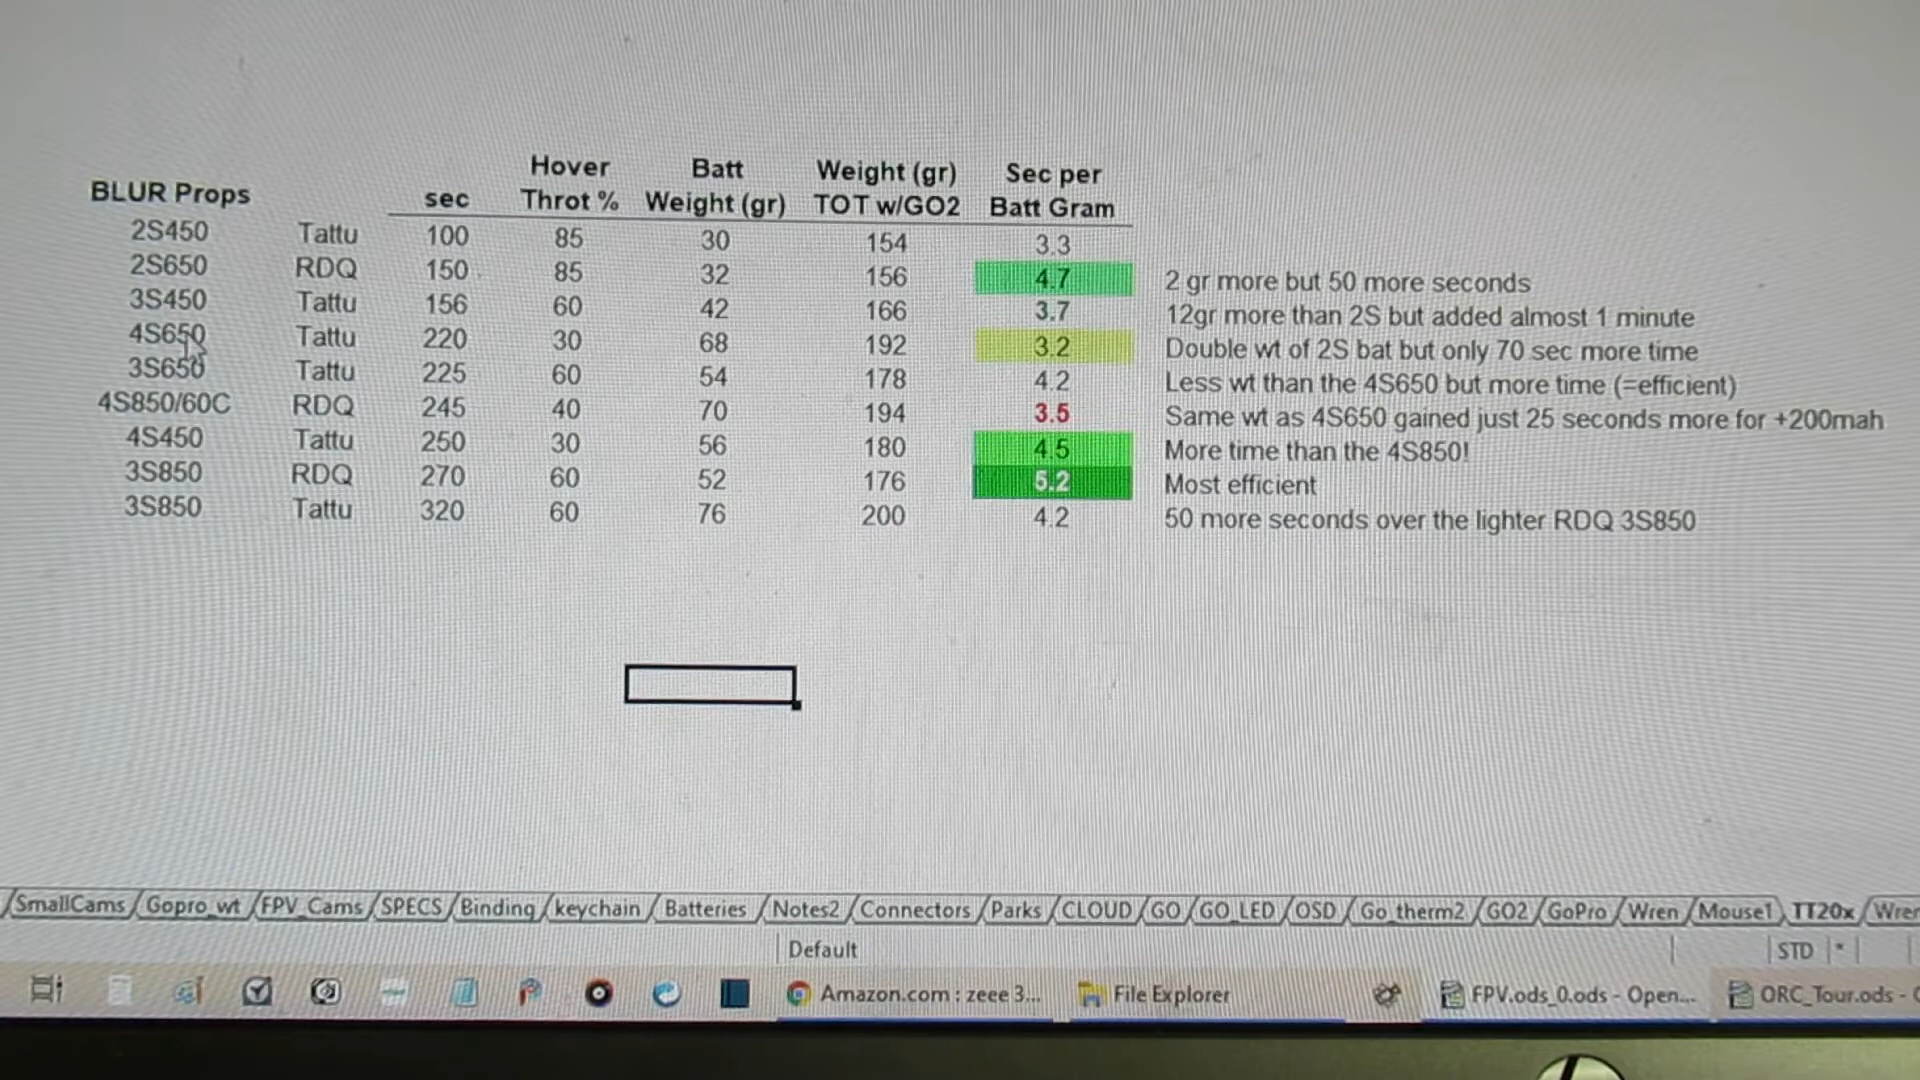 BLUR Props sec Hover Throt % Batt Weight (gr) Weight (gr) TOT w/GO2 Sec per Batt Gram
2S450 Tattu 100 85 30 154 3.3
2S650 RDQ 150 85 32 156 4.7 2 gr more but 50 more seconds
3S450 Tattu 156 60 42 166 3.7 12gr more than 2S but added almost 1 minute
4S650 Tattu 220 30 68 192 3.2 Double wt of 2S bat but only 70 sec more time
3S650 Tattu 225 60 54 178 4.2 Less wt than the 4S650 but more time (=efficient)
4S850/60C RDQ 245 40 70 194 3.5 Same wt as 4S650 gained just 25 seconds more for +200mah
4S450 Tattu 250 30 56 180 4.5 More time than the 4S850!
3S850 RDQ 270 60 52 176 5.2 Most efficient
3S850 Tattu 320 60 76 200 4.2 50 more seconds over the lighter RDQ 3S850
SmallCams Gopro_wt FPV_Cams SPECS Binding keychain Batteries Notes2 Connectors Parks CLOUD GO GO_LED OSD Go_therm2 GO2 GoPro Wren Mouse1 TT20x Wren
Default STD *
Amazon.com : zeee 3... File Explorer FPV.ods_0.ods - Open... ORC_Tour.ods -